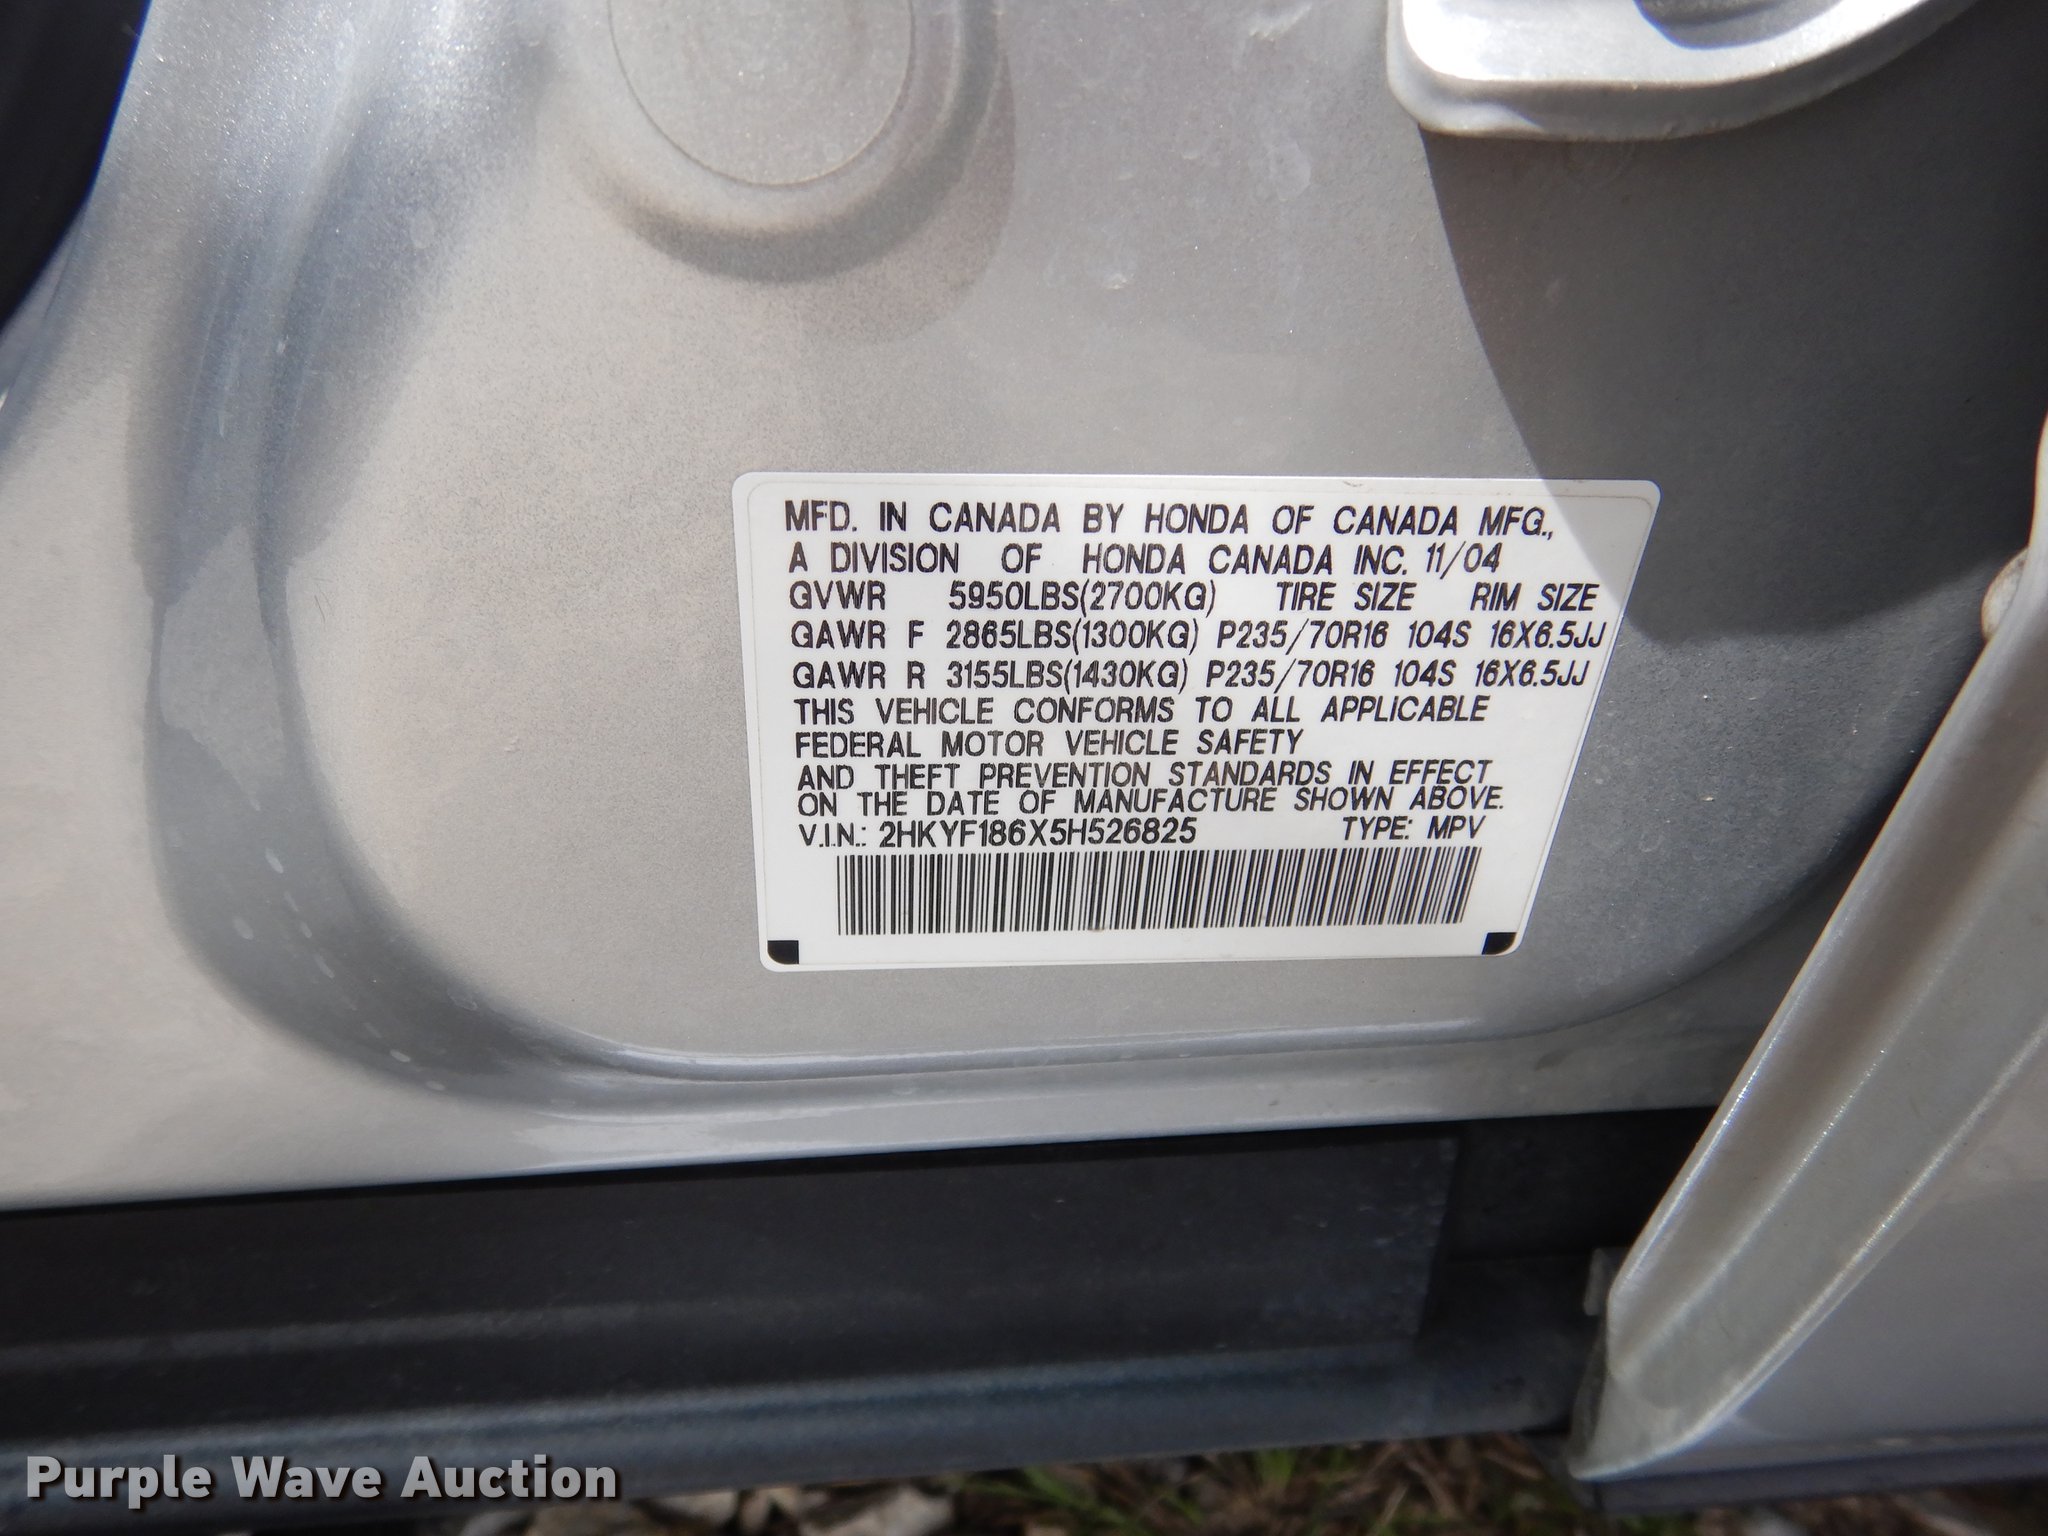 MFD. IN CANADA BY HONDA OF CANADA MFG.,
A DIVISION OF HONDA CANADA INC. 11/04
GVWR 5950LBS(2700KG) TIRE SIZE RIM SIZE
GAWR F 2865LBS(1300KG) P235/70R16 104S 16X6.5JJ
GAWR R 3155LBS(1430KG) P235/70R16 104S 16X6.5JJ
THIS VEHICLE CONFORMS TO ALL APPLICABLE
FEDERAL MOTOR VEHICLE SAFETY
AND THEFT PREVENTION STANDARDS IN EFFECT
ON THE DATE OF MANUFACTURE SHOWN ABOVE.
V.I.N.: 2HKYF186X5H526825 TYPE: MPV
Purple Wave Auction